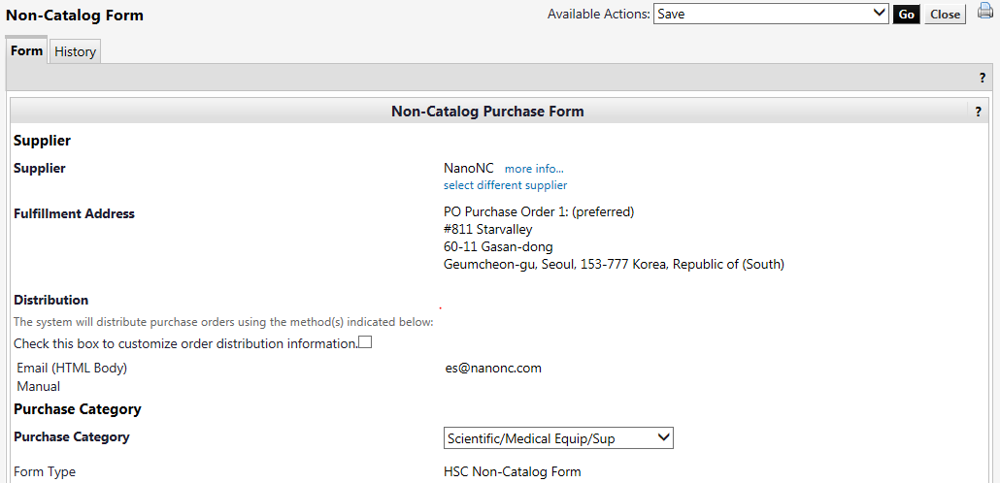 Non-Catalog Form
Available Actions: Save Go Close
Form History
?
Non-Catalog Purchase Form ?
Supplier
Supplier NanoNC more info...
select different supplier
Fulfillment Address PO Purchase Order 1: (preferred)
#811 Starvalley
60-11 Gasan-dong
Geumcheon-gu, Seoul, 153-777 Korea, Republic of (South)
Distribution
The system will distribute purchase orders using the method(s) indicated below:
Check this box to customize order distribution information.
Email (HTML Body) es@nanonc.com
Manual
Purchase Category
Purchase Category Scientific/Medical Equip/Sup
Form Type HSC Non-Catalog Form